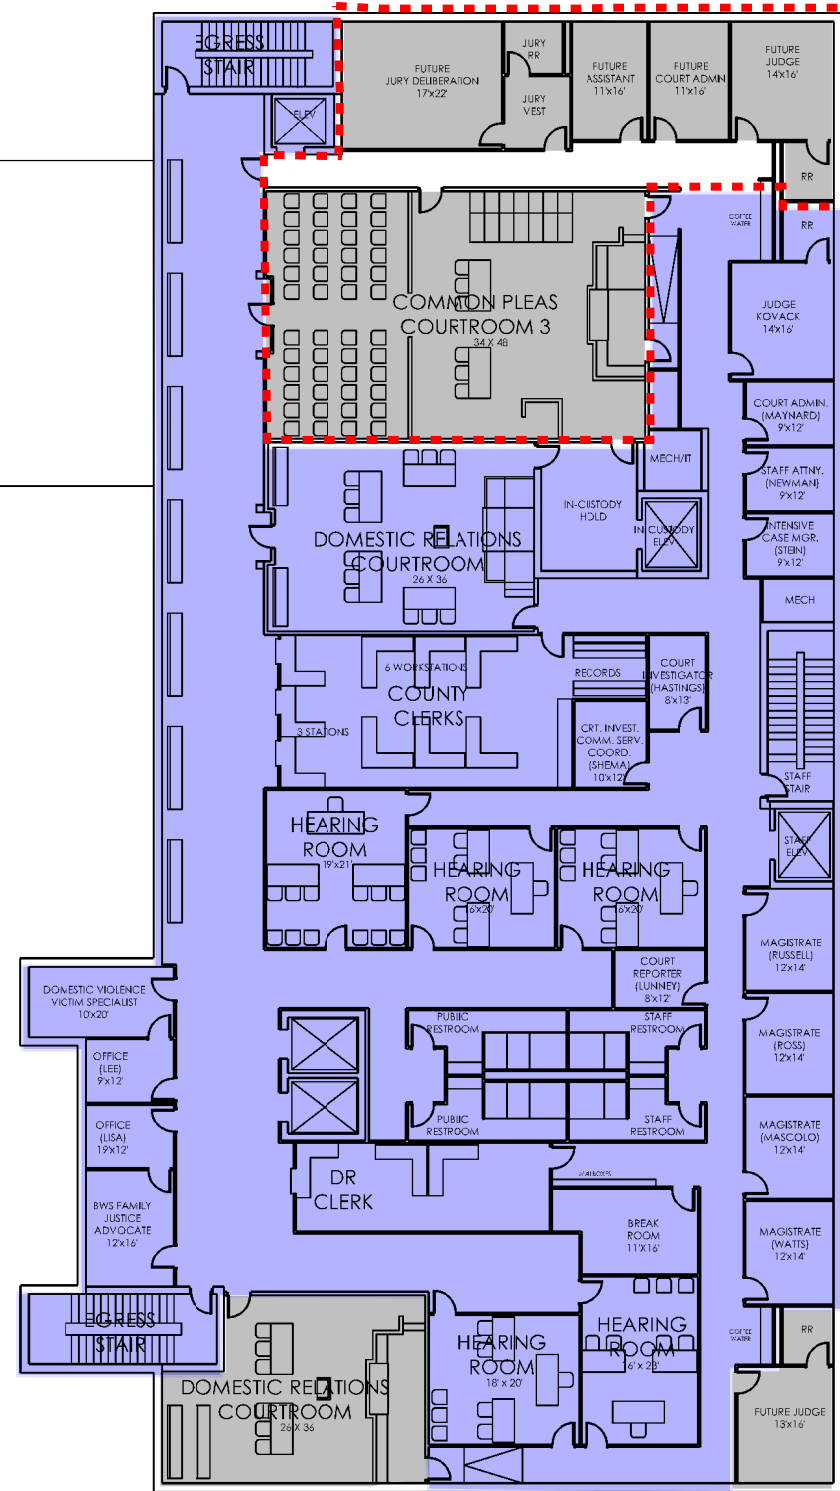 EGRESS
STAIR
ELEV
FUTURE
JURY DELIBERATION
17'x22'
JURY
RR
JURY
VEST
FUTURE
ASSISTANT
11'x16'
FUTURE
COURT ADMIN
11'x16'
FUTURE
JUDGE
14'x16'
RR
COFFEE
WATER
RR
COMMON PLEAS
COURTROOM 3
34 X 48
JUDGE
KOVACK
14'x16'
COURT ADMIN.
(MAYNARD)
9'x12'
MECH/IT
STAFF ATTNY.
(NEWMAN)
9'x12'
IN-CUSTODY
HOLD
IN CUSTODY
ELEV
INTENSIVE
CASE MGR.
(STEIN)
9'x12'
DOMESTIC RELATIONS
COURTROOM
26 X 36
MECH
6 WORKSTATIONS
COUNTY
CLERKS
3 STATIONS
RECORDS
COURT
INVESTIGATOR
(HASTINGS)
8'x13'
CRT. INVEST.
COMM. SERV.
COORD.
(SHEMA)
10'x12'
STAFF
STAIR
STAFF
ELEV
HEARING
ROOM
19'x21'
HEARING
ROOM
16'x20'
HEARING
ROOM
16'x20'
MAGISTRATE
(RUSSELL)
12'x14'
COURT
REPORTER
(LUNNEY)
8'x12'
DOMESTIC VIOLENCE
VICTIM SPECIALIST
10'x20'
PUBLIC
RESTROOM
STAFF
RESTROOM
MAGISTRATE
(ROSS)
12'x14'
OFFICE
(LEE)
9'x12'
OFFICE
(LISA)
19'x12'
PUBLIC
RESTROOM
STAFF
RESTROOM
MAGISTRATE
(MASCOLO)
12'x14'
DR
CLERK
MAILBOXES
BWS FAMILY
JUSTICE
ADVOCATE
12'x16'
BREAK
ROOM
11'X16'
MAGISTRATE
(WATTS)
12'x14'
EGRESS
STAIR
HEARING
ROOM
18' x 20'
HEARING
ROOM
16' x 23'
COFFEE
WATER
RR
DOMESTIC RELATIONS
COURTROOM
26 X 36
FUTURE JUDGE
13'x16'